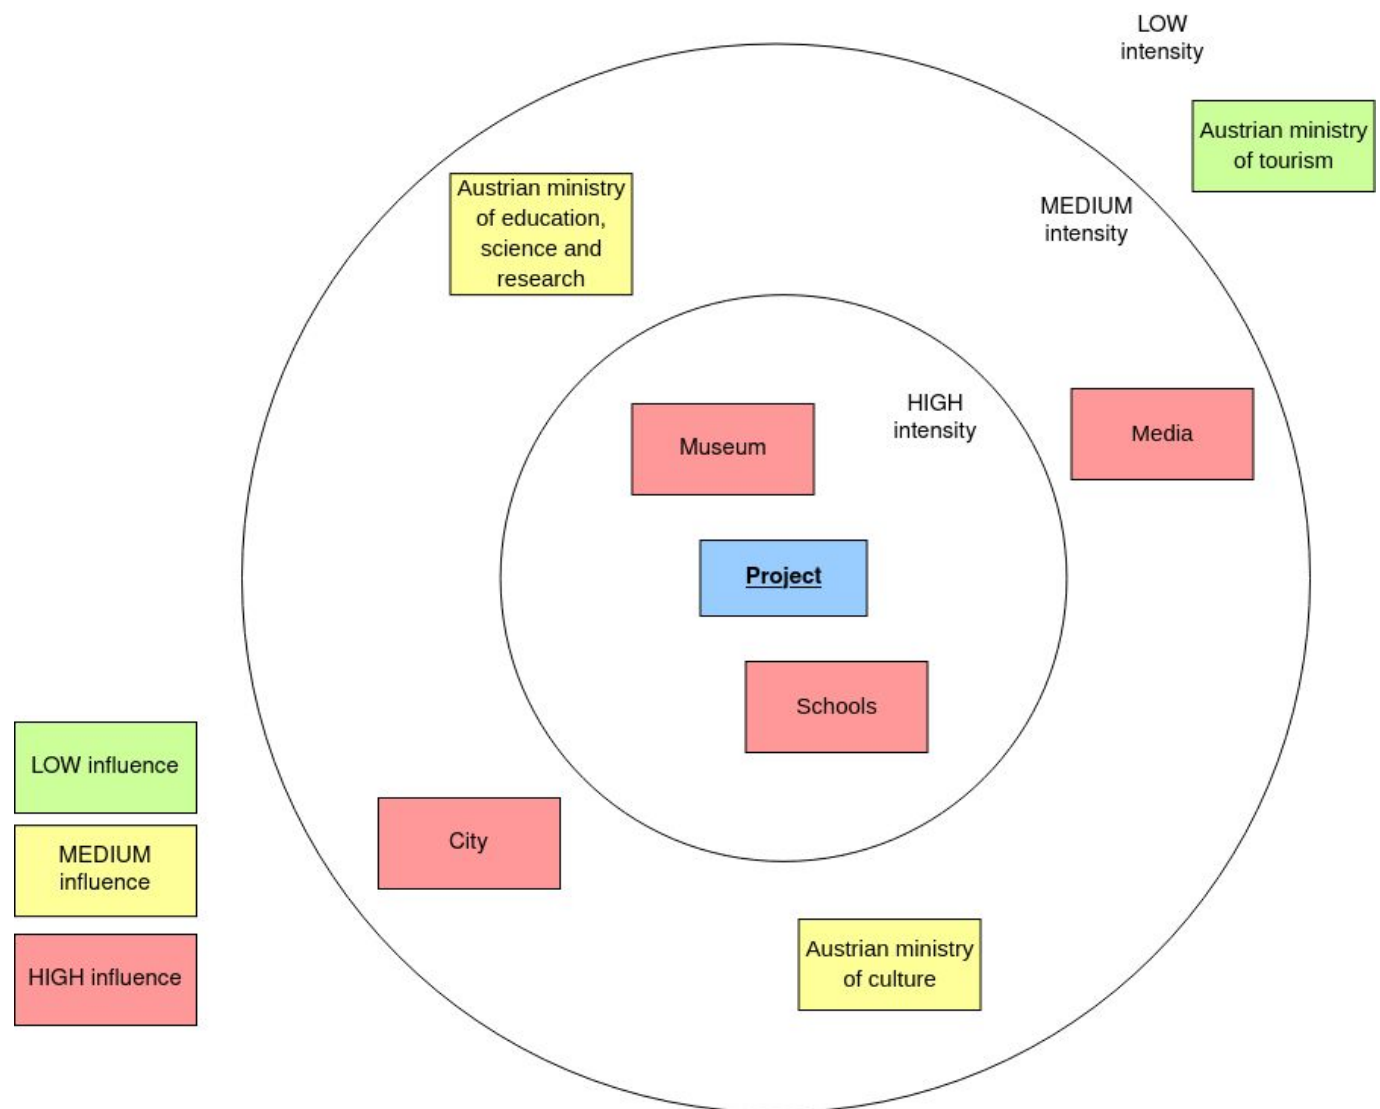 LOW
intensity
Austrian ministry
of tourism
Austrian ministry
of education,
science and
research
MEDIUM
intensity
HIGH
intensity
Museum
Media
Project
Schools
LOW influence
MEDIUM
influence
HIGH influence
City
Austrian ministry
of culture